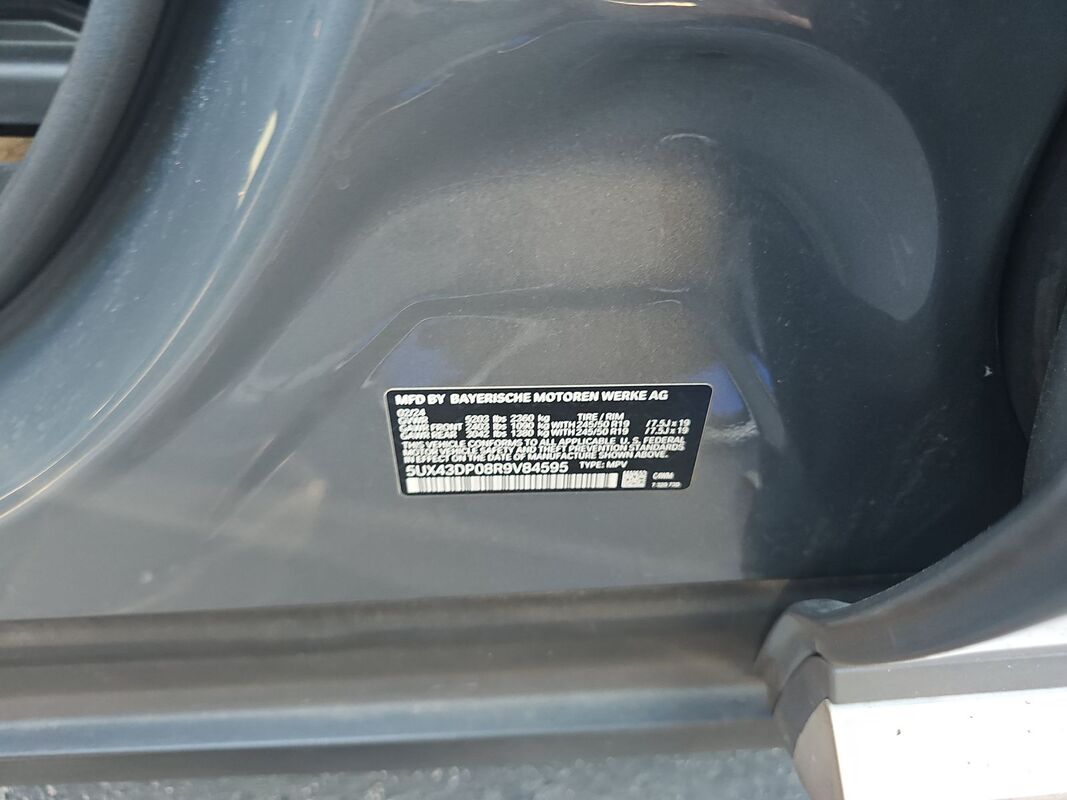 MFD BY BAYERISCHE MOTOREN WERKE AG
02/24
GVWR 5203 lbs 2360 kg TIRE / RIM
GAWR FRONT 2403 lbs 1090 kg WITH 245/50 R19 / 7.5J x 19
GAWR REAR 3042 lbs 1380 kg WITH 245/50 R19 / 7.5J x 19
THIS VEHICLE CONFORMS TO ALL APPLICABLE U.S. FEDERAL
MOTOR VEHICLE SAFETY AND THEFT PREVENTION STANDARDS
IN EFFECT ON THE DATE OF MANUFACTURE SHOWN ABOVE.
5UX43DP08R9V84595 TYPE: MPV